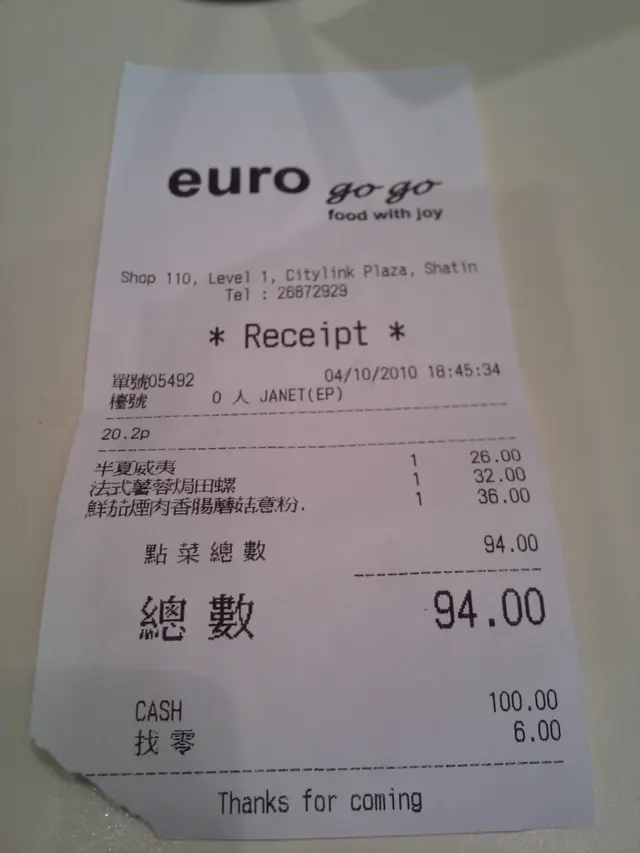 euro go go
food with joy
Shop 110, Level 1, Citylink Plaza, Shatin
Tel : 26872929
* Receipt *
單號05492 04/10/2010 18:45:34
檯號 0 人 JANET(EP)
20.2p
半夏威夷 1 26.00
法式薯蓉焗田螺 1 32.00
鮮茄煙肉香腸蘑菇意粉. 1 36.00
點菜總數 94.00
總數 94.00
CASH 100.00
找零 6.00
Thanks for coming